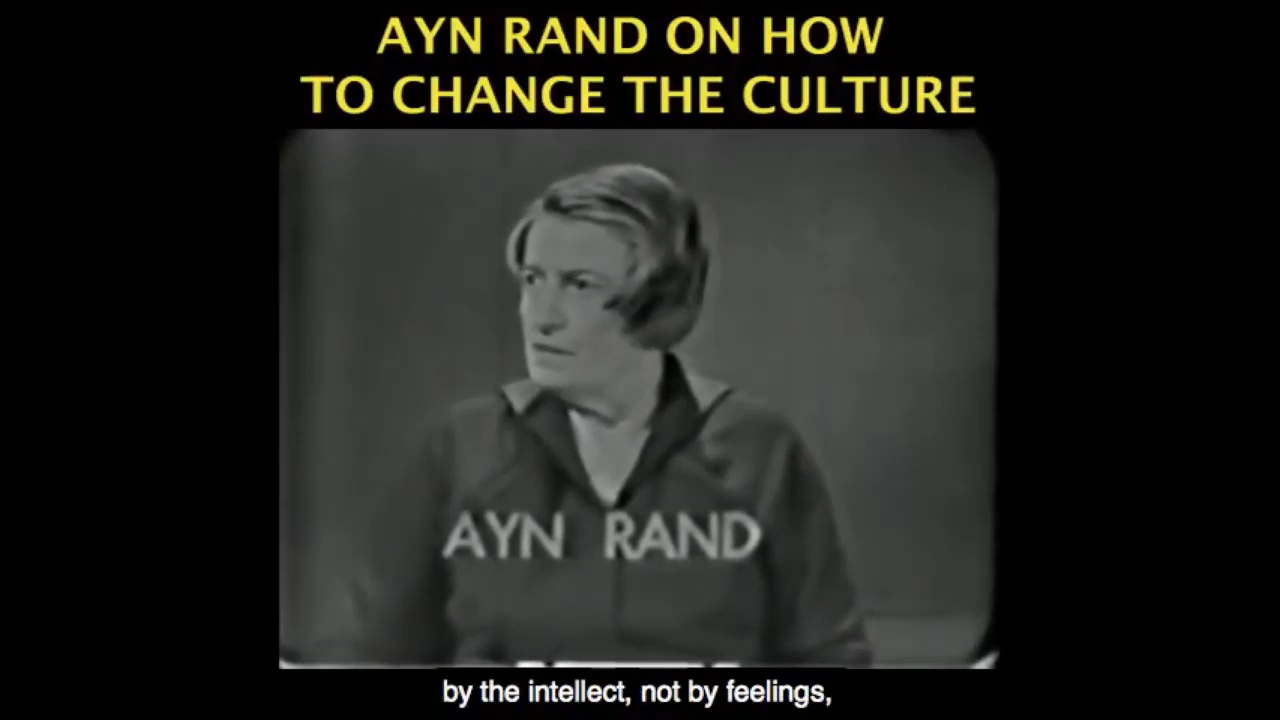 AYN RAND ON HOW
TO CHANGE THE CULTURE
AYN RAND
by the intellect, not by feelings,